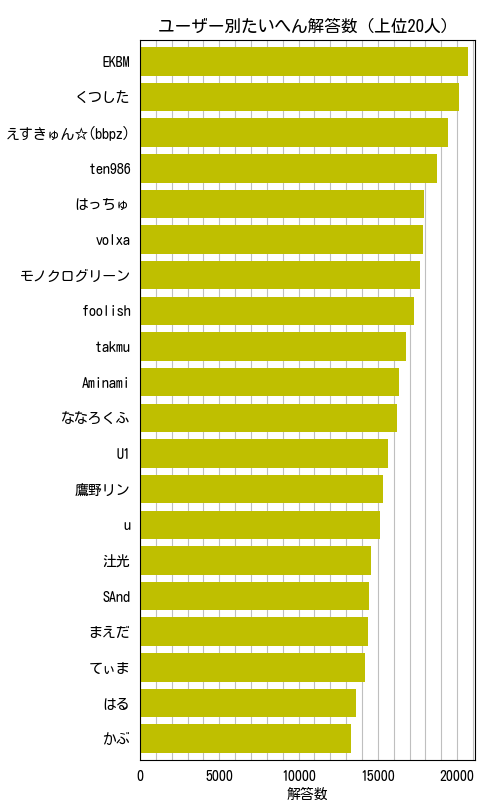 ユーザー別たいへん解答数 (上位20人)
EKBM
くつした
えすきゅん☆(bbpz)
ten986
はっちゅ
volxa
モノクログリーン
foolish
takmu
Aminami
ななろくふ
U1
鷹野リン
u
汢光
SAnd
まえだ
てぃま
はる
かぶ
0 5000 10000 15000 20000
解答数